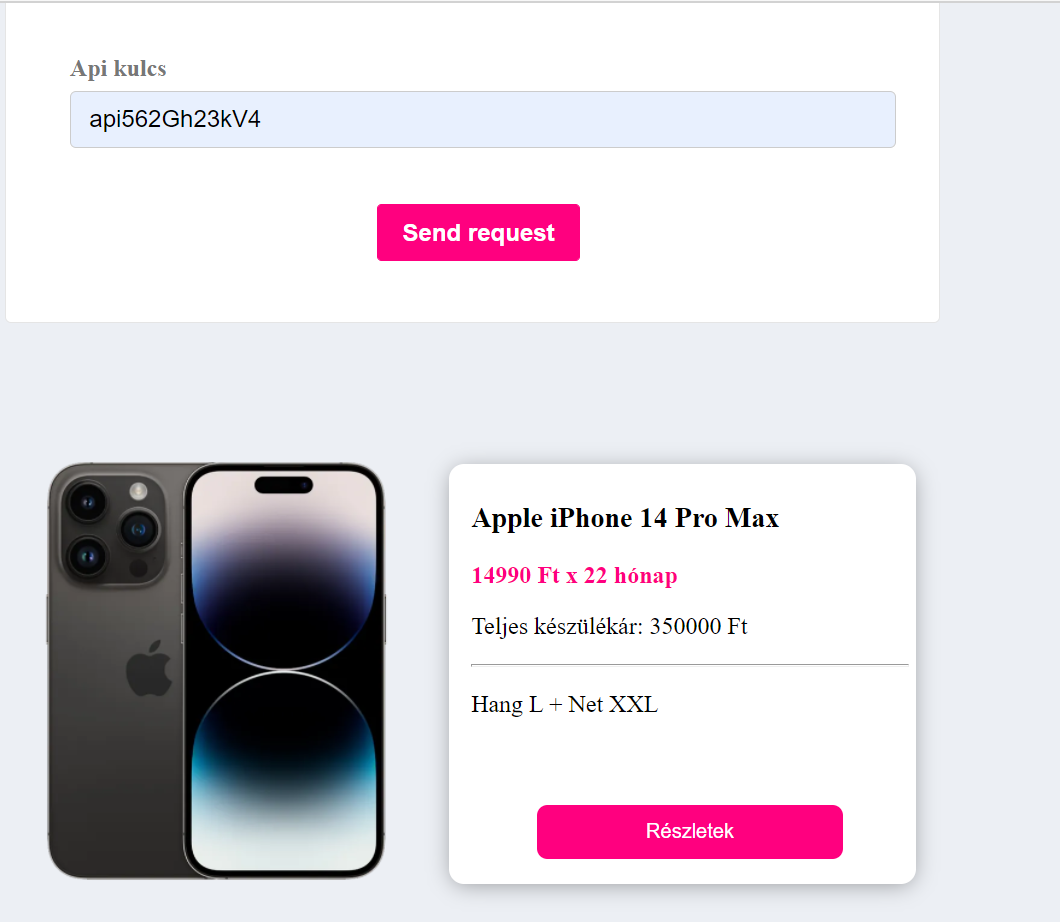 Api kulcs
api562Gh23kV4
Send request
Apple iPhone 14 Pro Max
14990 Ft x 22 hónap
Teljes készülékár: 350000 Ft
Hang L + Net XXL
Részletek